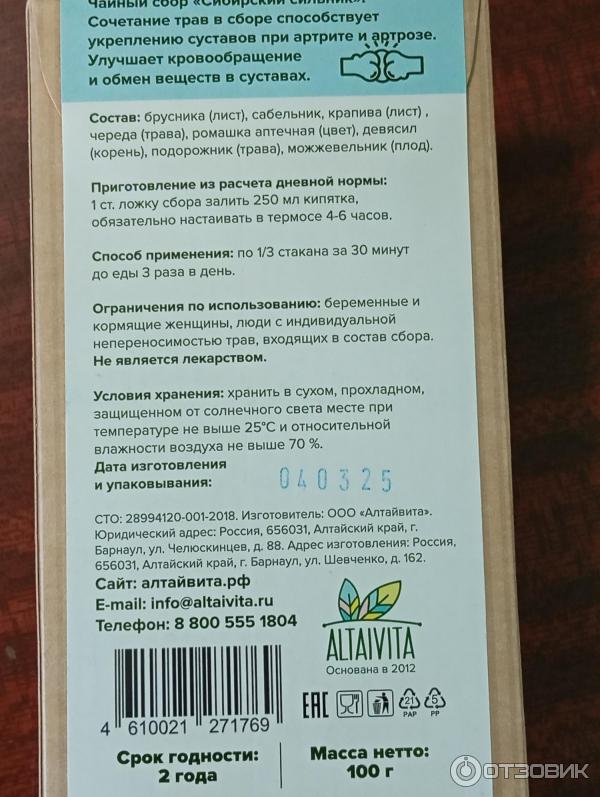 Чайный сбор «Сибирский сильник».
Сочетание трав в сборе способствует
укреплению суставов при артрите и артрозе.
Улучшает кровообращение
и обмен веществ в суставах.
Состав: брусника (лист), сабельник, крапива (лист) ,
череда (трава), ромашка аптечная (цвет), девясил
(корень), подорожник (трава), можжевельник (плод).
Приготовление из расчета дневной нормы:
1 ст. ложку сбора залить 250 мл кипятка,
обязательно настаивать в термосе 4-6 часов.
Способ применения: по 1/3 стакана за 30 минут
до еды 3 раза в день.
Ограничения по использованию: беременные и
кормящие женщины, люди с индивидуальной
непереносимостью трав, входящих в состав сбора.
Не является лекарством.
Условия хранения: хранить в сухом, прохладном,
защищенном от солнечного света месте при
температуре не выше 25°С и относительной
влажности воздуха не выше 70 %.
Дата изготовления
и упаковывания: 040325
СТО: 28994120-001-2018. Изготовитель: ООО «Алтайвита».
Юридический адрес: Россия, 656031, Алтайский край, г.
Барнаул, ул. Челюскинцев, д. 88. Адрес изготовления: Россия,
656031, Алтайский край, г. Барнаул, ул. Шевченко, д. 162.
Сайт: алтайвита.рф
E-mail: info@altaivita.ru
Телефон: 8 800 555 1804
ALTAIVITA
Основана в 2012
EAC
21
PAP
5
PP
4 610021 271769
Срок годности:
2 года
Масса нетто:
100 г
ОТЗОВИК